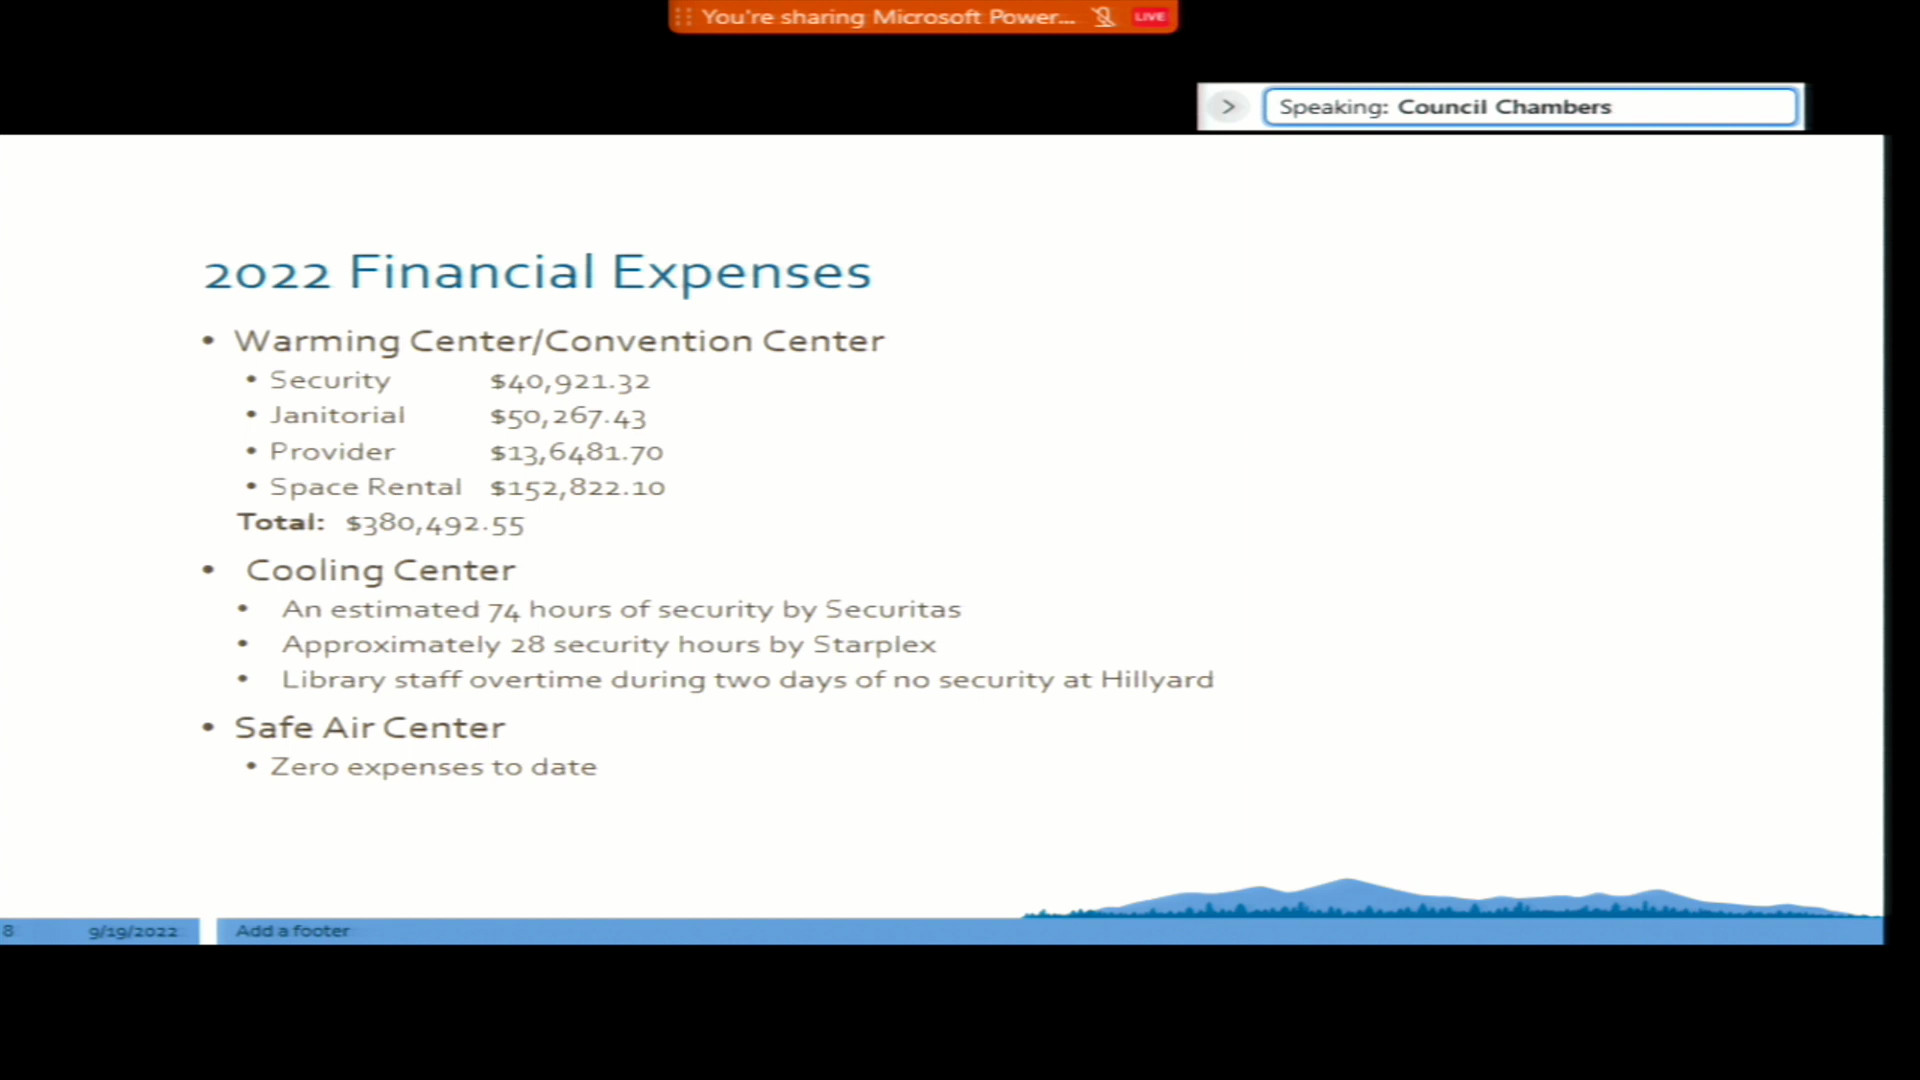 You're sharing Microsoft Power...
LIVE
Speaking: Council Chambers
2022 Financial Expenses
• Warming Center/Convention Center
• Security $40,921.32
• Janitorial $50,267.43
• Provider $13,6481.70
• Space Rental $152,822.10
Total: $380,492.55
• Cooling Center
• An estimated 74 hours of security by Securitas
• Approximately 28 security hours by Starplex
• Library staff overtime during two days of no security at Hillyard
• Safe Air Center
• Zero expenses to date
8 9/19/2022 Add a footer